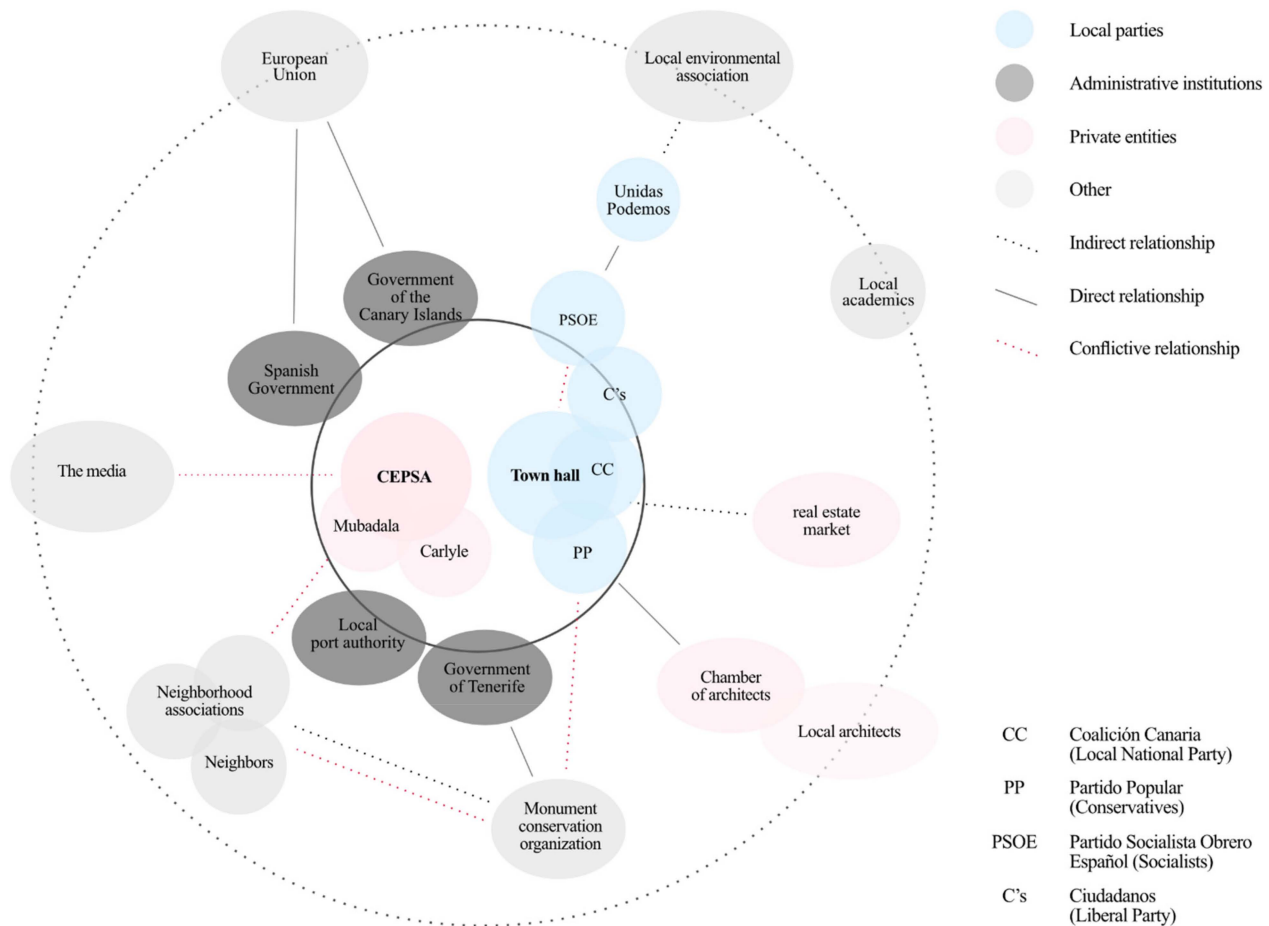 European
Union
Local environmental
association
Unidas
Podemos
Government
of the
Canary Islands
PSOE
Local
academics
Spanish
Government
C's
The media
CEPSA
Town hall
CC
Mubadala
Carlyle
PP
real estate
market
Local
port authority
Government
of Tenerife
Chamber
of architects
Local architects
Neighborhood
associations
Neighbors
Monument
conservation
organization
Local parties
Administrative institutions
Private entities
Other
Indirect relationship
Direct relationship
Conflictive relationship
CC
Coalición Canaria
(Local National Party)
PP
Partido Popular
(Conservatives)
PSOE
Partido Socialista Obrero
Español (Socialists)
C's
Ciudadanos
(Liberal Party)